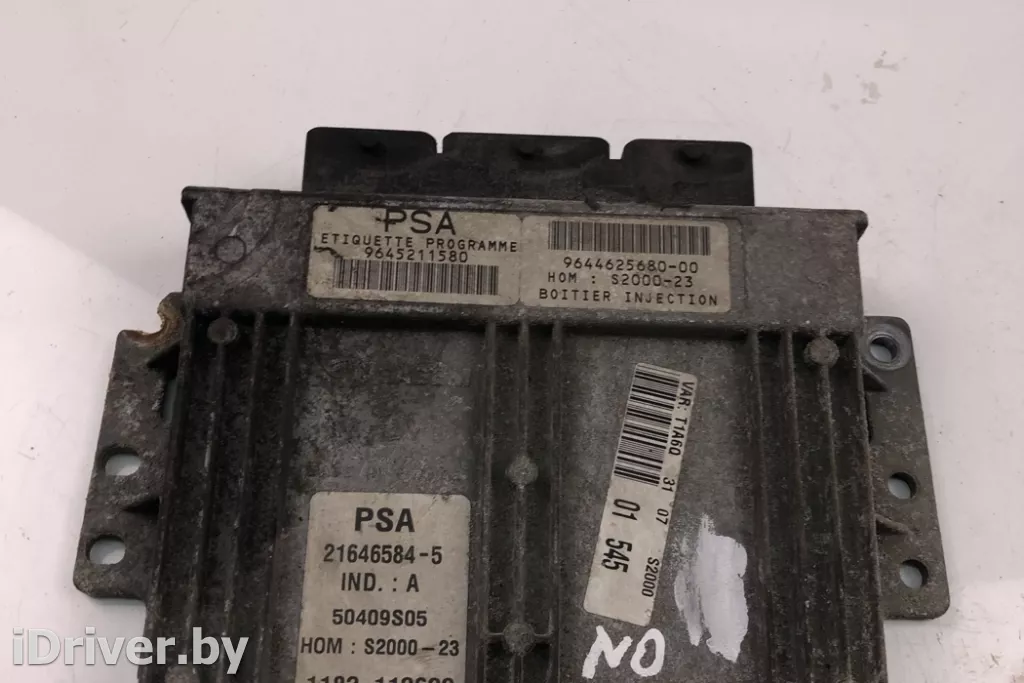 PSA
ETIQUETTE PROGRAMME
9645211580
9644625680-00
HOM : S2000-23
BOITIER INJECTION
VAR: T1A6Q 31 07 S2000
01 545
PSA
21646584-5
IND. : A
50409S05
HOM : S2000-23
NO
iDriver.by